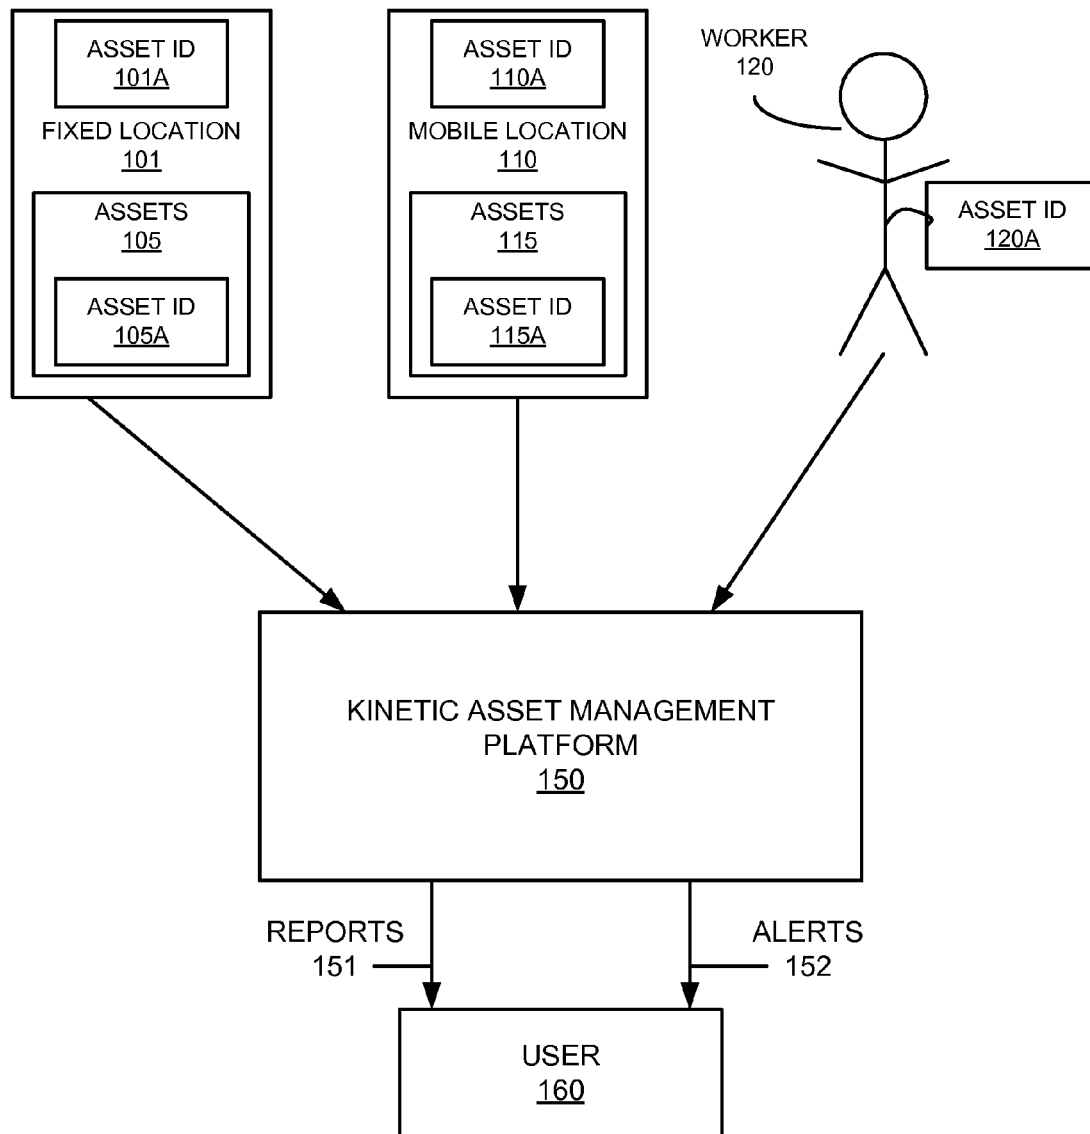 ASSET ID
101A
FIXED LOCATION
101
ASSETS
105
ASSET ID
105A
ASSET ID
110A
MOBILE LOCATION
110
ASSETS
115
ASSET ID
115A
WORKER
120
ASSET ID
120A
KINETIC ASSET MANAGEMENT
PLATFORM
150
REPORTS
151
ALERTS
152
USER
160